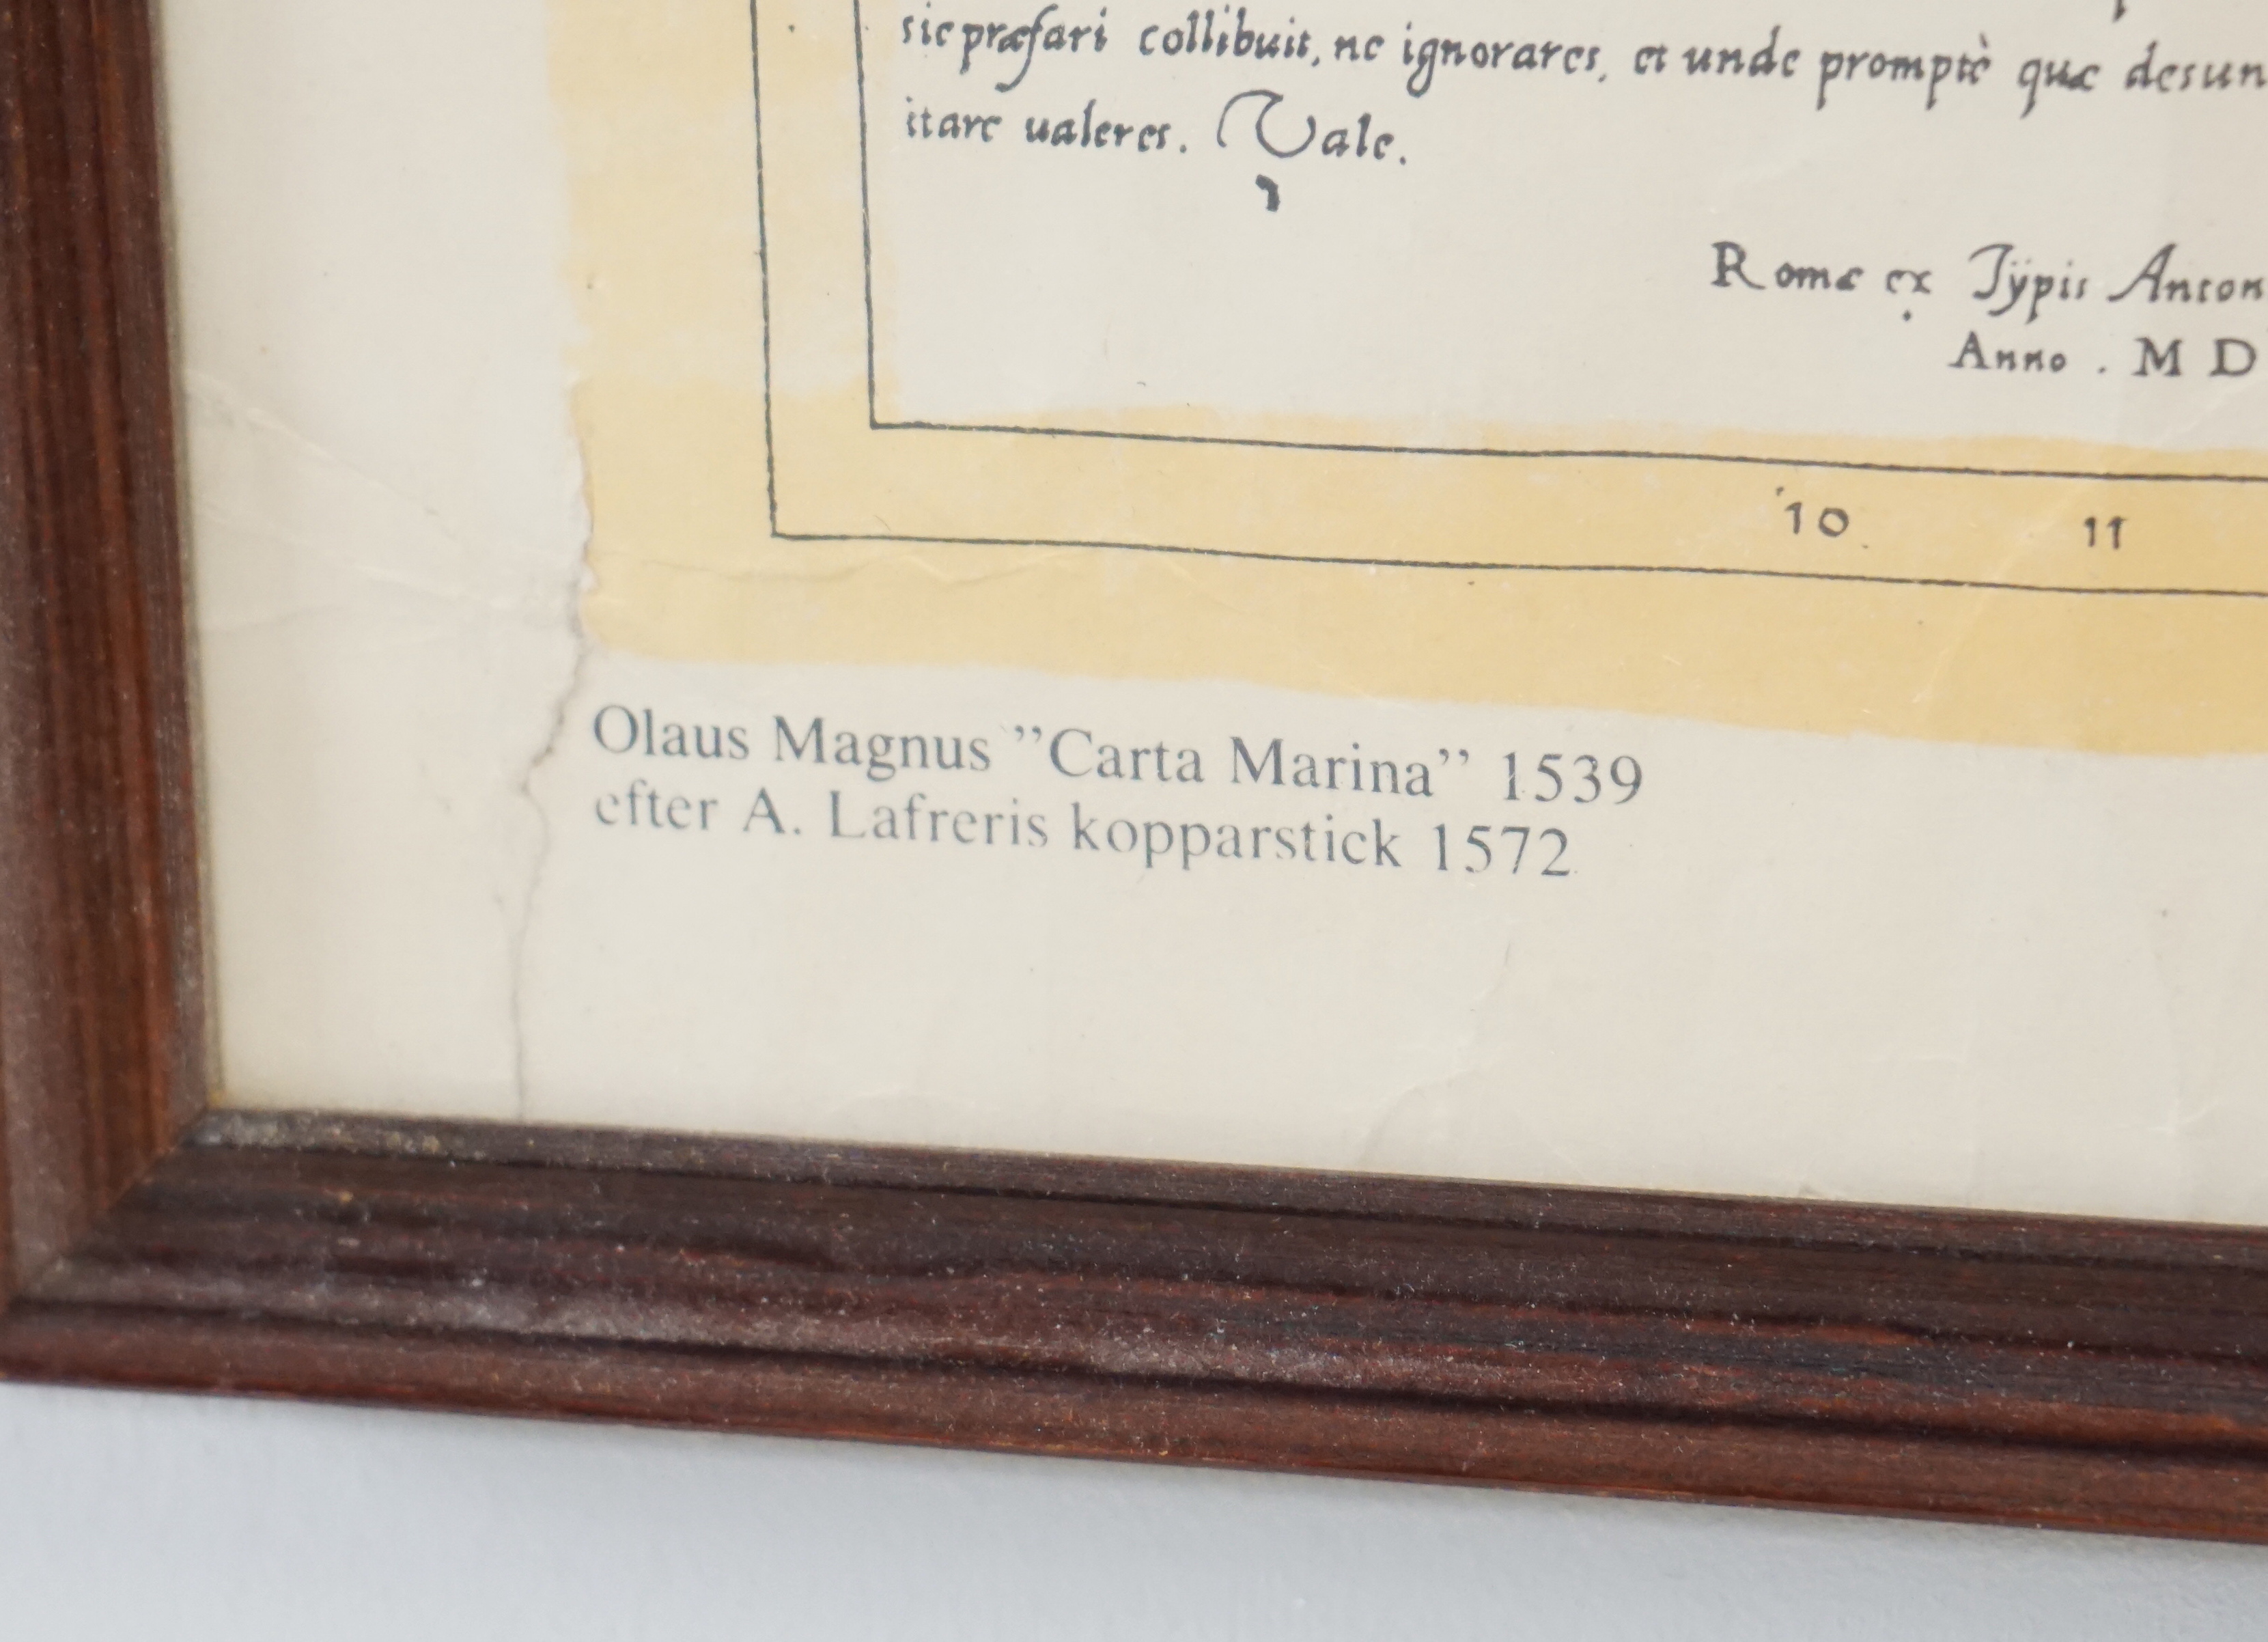 sic præfari collibuit, ne ignorares, et unde promptè quæ desun
itare ualeres. Vale.
Romæ ex Typis Anton
Anno . M D
10 11
Olaus Magnus ”Carta Marina” 1539
efter A. Lafreris kopparstick 1572